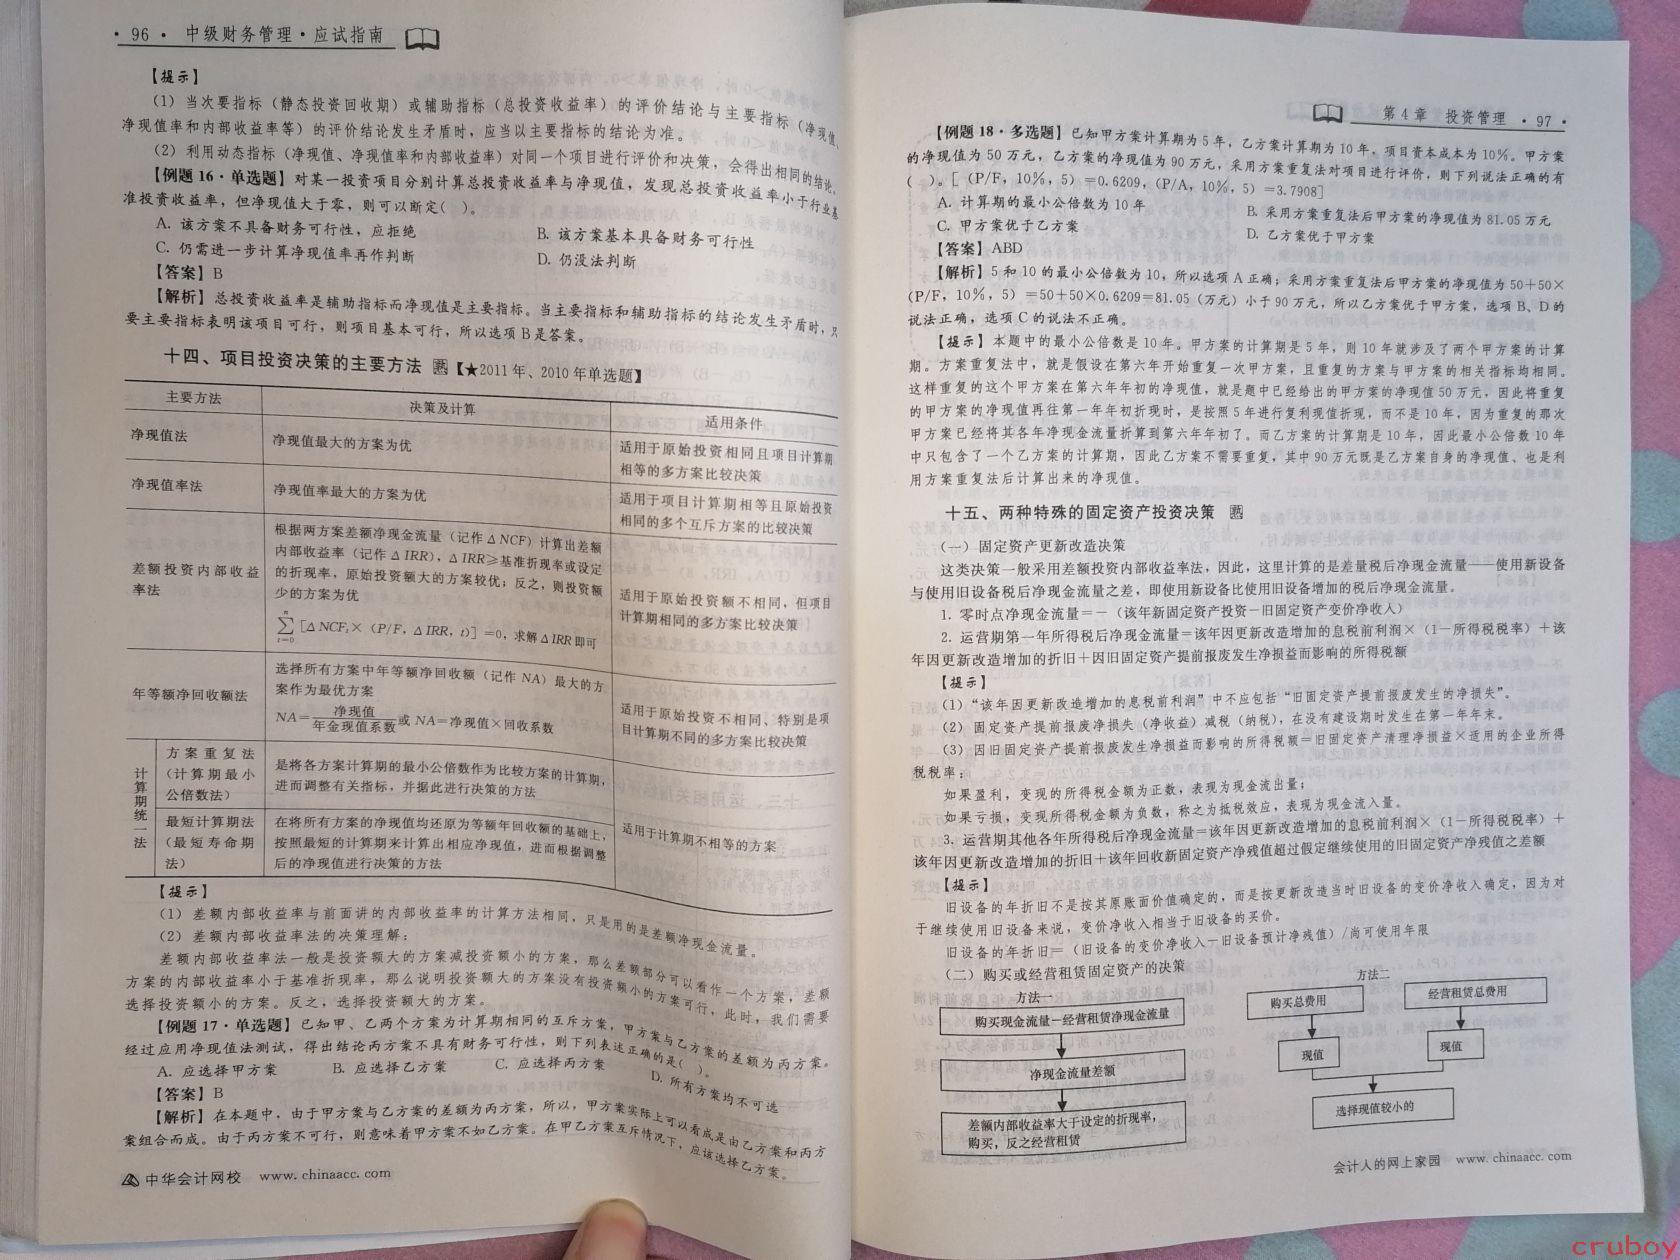 · 96 · 中级财务管理·应试指南
【提示】
(1) 当次要指标（静态投资回收期）或辅助指标（总投资收益率）的评价结论与主要指标（净现值、
净现值率和内部收益率等）的评价结论发生矛盾时，应当以主要指标的结论为准。
(2) 利用动态指标（净现值、净现值率和内部收益率）对同一个项目进行评价和决策，会得出相同的结论。
【例题 16·单选题】对某一投资项目分别计算总投资收益率与净现值，发现总投资收益率小于行业基
准投资收益率，但净现值大于零，则可以断定（ ）。
A. 该方案不具备财务可行性，应拒绝 B. 该方案基本具备财务可行性
C. 仍需进一步计算净现值率再作判断 D. 仍没法判断
【答案】B
【解析】总投资收益率是辅助指标而净现值是主要指标。当主要指标和辅助指标的结论发生矛盾时，只
要主要指标表明该项目可行，则项目基本可行，所以选项 B 是答案。
十四、项目投资决策的主要方法 熟【★2011 年、2010 年单选题】
主要方法 决策及计算 适用条件
净现值法 净现值最大的方案为优 适用于原始投资相同且项目计算期
相等的多方案比较决策
净现值率法 净现值率最大的方案为优 适用于项目计算期相等且原始投资
相同的多个互斥方案的比较决策
差额投资内部收益
率法
根据两方案差额净现金流量（记作 Δ NCF）计算出差额
内部收益率（记作 Δ IRR），Δ IRR≥基准折现率或设定
的折现率，原始投资额大的方案较优；反之，则投资额
少的方案为优
∑ [Δ NCFt×（P/F，Δ IRR，t）]＝0，求解 Δ IRR 即可
n
t=0
适用于原始投资额不相同，但项目
计算期相同的多方案比较决策
年等额净回收额法
选择所有方案中年等额净回收额（记作 NA）最大的方
案作为最优方案
NA＝净现值/年金现值系数 或 NA＝净现值×回收系数
适用于原始投资不相同、特别是项
目计算期不同的多方案比较决策
计算期统一法
方案重复法
（计算期最小
公倍数法）
是将各方案计算期的最小公倍数作为比较方案的计算期，
进而调整有关指标，并据此进行决策的方法
最短计算期法
（最短寿命期
法）
在将所有方案的净现值均还原为等额年回收额的基础上，
按照最短的计算期来计算出相应净现值，进而根据调整
后的净现值进行决策的方法
适用于计算期不相等的方案
【提示】
(1) 差额内部收益率与前面讲的内部收益率的计算方法相同，只是用的是差额净现金流量。
(2) 差额内部收益率法的决策理解：
差额内部收益率法一般是投资额大的方案减投资额小的方案，那么差额部分可以看作一个方案，差额
方案的内部收益率小于基准折现率，那么说明投资额大的方案没有投资额小的方案可行，此时，我们需要
选择投资额小的方案。反之，选择投资额大的方案。
【例题 17·单选题】已知甲、乙两个方案为计算期相同的互斥方案，甲方案与乙方案的差额为丙方案。
经过应用净现值法测试，得出结论丙方案不具有财务可行性，则下列表述正确的是（ ）。
A. 应选择甲方案 B. 应选择乙方案 C. 应选择丙方案 D. 所有方案均不可选
【答案】B
【解析】在本题中，由于甲方案与乙方案的差额为丙方案，所以，甲方案实际上可以看成是由乙方案和丙方
案组合而成。由于丙方案不可行，则意味着甲方案不如乙方案。在甲乙方案互斥情况下，应该选择乙方案。
中华会计网校 www. chinaacc. com
第 4 章 投资管理 · 97 ·
【例题 18·多选题】已知甲方案计算期为 5 年，乙方案计算期为 10 年，项目资本成本为 10%。甲方案
的净现值为 50 万元，乙方案的净现值为 90 万元，采用方案重复法对项目进行评价，则下列说法正确的有
（ ）。[（P/F，10%，5）＝0.6209，（P/A，10%，5）＝3.7908]
A. 计算期的最小公倍数为 10 年 B. 采用方案重复法后甲方案的净现值为 81.05 万元
C. 甲方案优于乙方案 D. 乙方案优于甲方案
【答案】ABD
【解析】5 和 10 的最小公倍数为 10，所以选项 A 正确；采用方案重复法后甲方案的净现值为 50＋50×
（P/F，10%，5）＝50＋50×0.6209＝81.05（万元）小于 90 万元，所以乙方案优于甲方案，选项 B、D 的
说法正确，选项 C 的说法不正确。
【提示】本题中的最小公倍数是 10 年。甲方案的计算期是 5 年，则 10 年就涉及了两个甲方案的计算
期。方案重复法中，就是假设在第六年开始重复一次甲方案，且重复的方案与甲方案的相关指标均相同。
这样重复的这个甲方案在第六年年初的净现值，就是题中已经给出的甲方案的净现值 50 万元，因此将重复
的甲方案的净现值再往第一年年初折现时，是按照 5 年进行复利现值折现，而不是 10 年，因为重复的那次
甲方案已经将其各年净现金流量折算到第六年年初了。而乙方案的计算期是 10 年，因此最小公倍数 10 年
中只包含了一个乙方案的计算期，因此乙方案不需要重复，其中 90 万元既是乙方案自身的净现值、也是利
用方案重复法后计算出来的净现值。
十五、两种特殊的固定资产投资决策 熟
（一）固定资产更新改造决策
这类决策一般采用差额投资内部收益率法，因此，这里计算的是差量税后净现金流量——使用新设备
与使用旧设备税后净现金流量之差，即使用新设备比使用旧设备增加的税后净现金流量。
1. 零时点净现金流量＝－（该年新固定资产投资－旧固定资产变价净收入）
2. 运营期第一年所得税后净现金流量＝该年因更新改造增加的息税前利润×（1－所得税税率）＋该
年因更新改造增加的折旧＋因旧固定资产提前报废发生净损益而影响的所得税额
【提示】
(1)“该年因更新改造增加的息税前利润”中不应包括“旧固定资产提前报废发生的净损失”。
(2) 固定资产提前报废净损失（净收益）减税（纳税），在没有建设期时发生在第一年年末。
(3) 因旧固定资产提前报废发生净损益而影响的所得税额＝旧固定资产清理净损益×适用的企业所得
税税率；
如果盈利，变现的所得税金额为正数，表现为现金流出量；
如果亏损，变现所得税金额为负数，称之为抵税效应，表现为现金流入量。
3. 运营期其他各年所得税后净现金流量＝该年因更新改造增加的息税前利润×（1－所得税税率）＋
该年因更新改造增加的折旧＋该年回收新固定资产净残值超过假定继续使用的旧固定资产净残值之差额
【提示】
旧设备的年折旧不是按其原账面价值确定的，而是按更新改造当时旧设备的变价净收入确定，因为对
于继续使用旧设备来说，变价净收入相当于旧设备的买价。
旧设备的年折旧＝（旧设备的变价净收入－旧设备预计净残值）/尚可使用年限
（二）购买或经营租赁固定资产的决策
方法一
购买现金流量－经营租赁净现金流量
净现金流量差额
差额内部收益率大于设定的折现率，
购买，反之经营租赁
方法二
购买总费用 经营租赁总费用
现值 现值
选择现值较小的
会计人的网上家园 www. chinaacc. com
cruboy